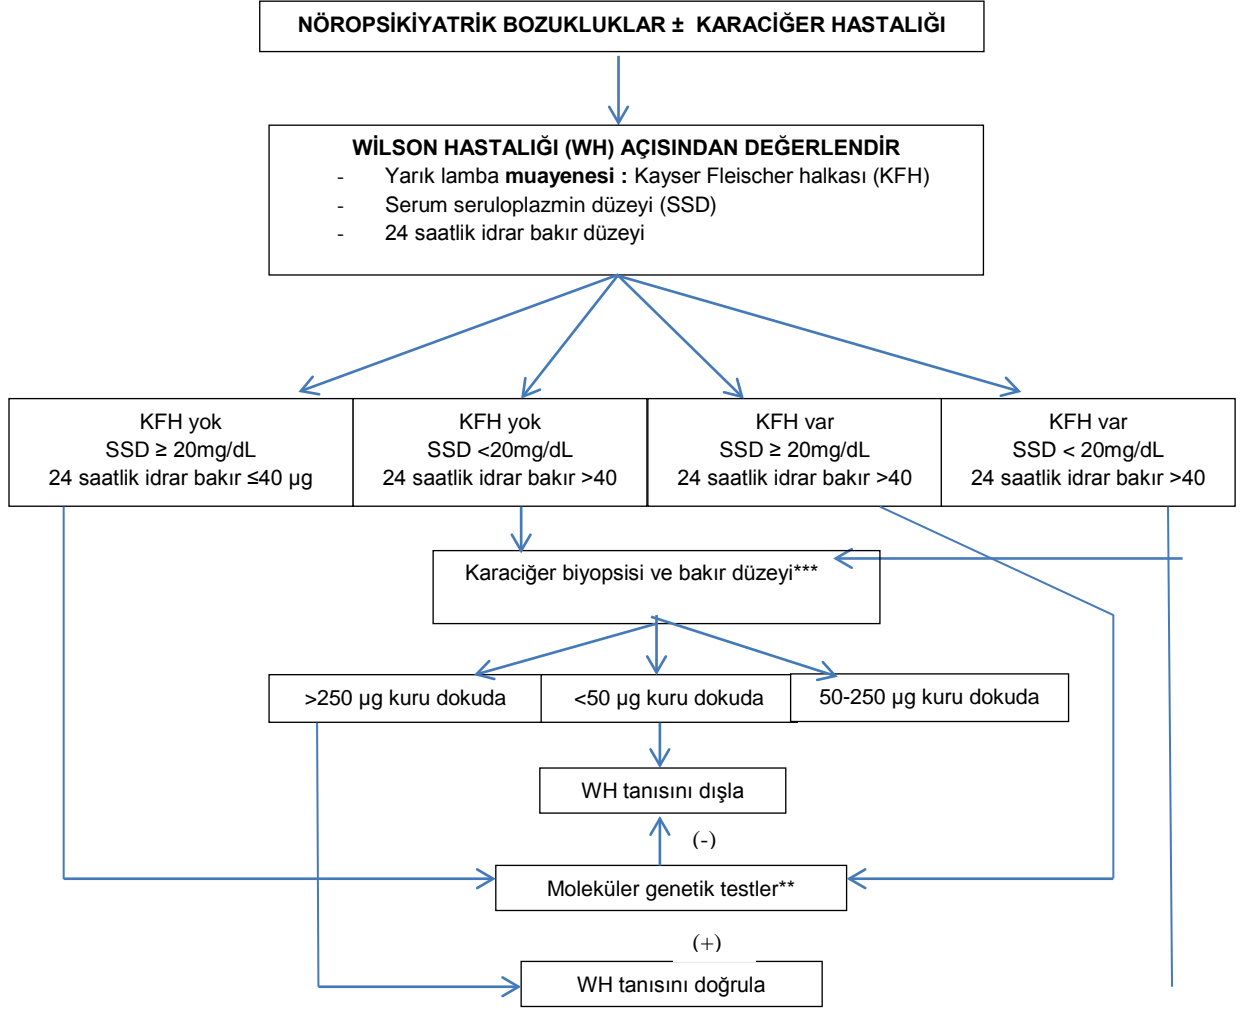 NÖROPSİKİYATRİK BOZUKLUKLAR ± KARACİĞER HASTALIĞI
WİLSON HASTALIĞI (WH) AÇISINDAN DEĞERLENDİR
- Yarık lamba muayenesi : Kayser Fleischer halkası (KFH)
- Serum seruloplazmin düzeyi (SSD)
- 24 saatlik idrar bakır düzeyi
KFH yok
SSD ≥ 20mg/dL
24 saatlik idrar bakır ≤40 µg
KFH yok
SSD <20mg/dL
24 saatlik idrar bakır >40
KFH var
SSD ≥ 20mg/dL
24 saatlik idrar bakır >40
KFH var
SSD < 20mg/dL
24 saatlik idrar bakır >40
Karaciğer biyopsisi ve bakır düzeyi***
>250 µg kuru dokuda
<50 µg kuru dokuda
50-250 µg kuru dokuda
WH tanısını dışla
(-)
Moleküler genetik testler**
(+)
WH tanısını doğrula